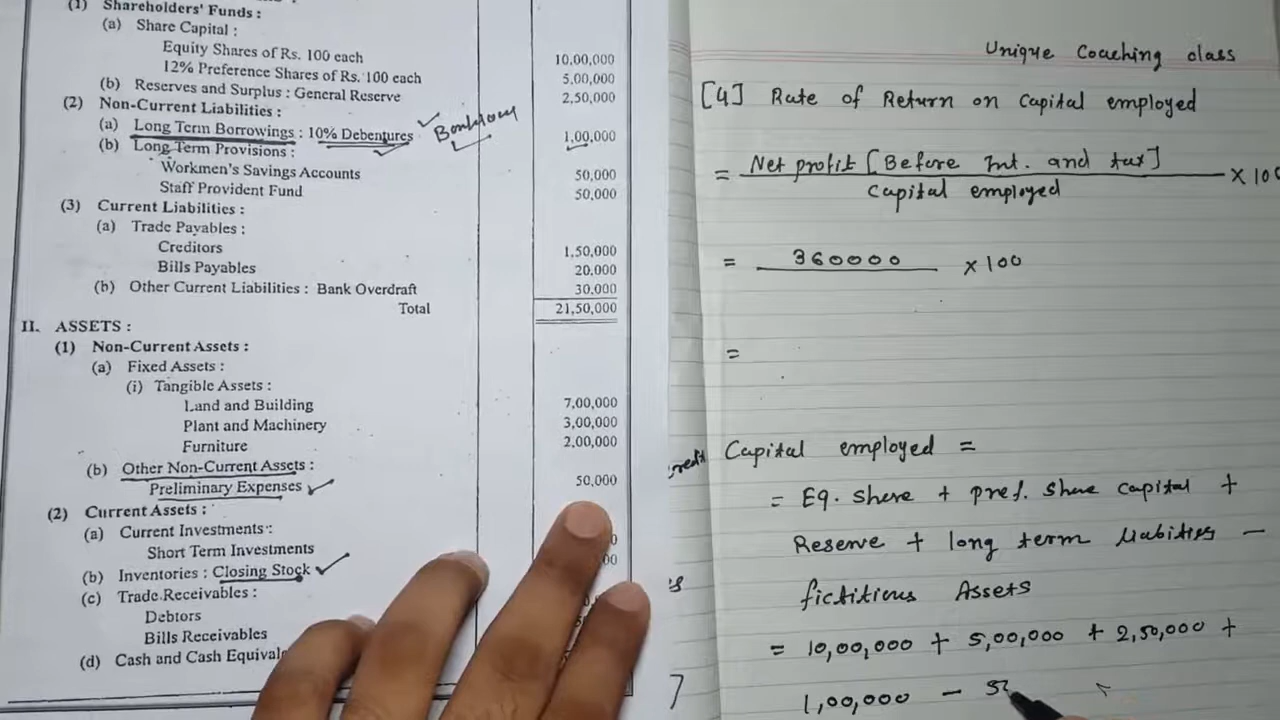 (1) Shareholders' Funds :
(a) Share Capital :
Equity Shares of Rs. 100 each 10,00,000
12% Preference Shares of Rs. 100 each 5,00,000
(b) Reserves and Surplus : General Reserve 2,50,000
(2) Non-Current Liabilities :
(a) Long Term Borrowings : 10% Debentures 1,00,000
(b) Long Term Provisions :
Workmen's Savings Accounts 50,000
Staff Provident Fund 50,000
(3) Current Liabilities :
(a) Trade Payables :
Creditors 1,50,000
Bills Payables 20,000
(b) Other Current Liabilities : Bank Overdraft 30,000
Total 21,50,000
II. ASSETS :
(1) Non-Current Assets :
(a) Fixed Assets :
(i) Tangible Assets :
Land and Building 7,00,000
Plant and Machinery 3,00,000
Furniture 2,00,000
(b) Other Non-Current Assets :
Preliminary Expenses 50,000
(2) Current Assets :
(a) Current Investments :
Short Term Investments
(b) Inventories : Closing Stock
(c) Trade Receivables :
Debtors
Bills Receivables
(d) Cash and Cash Equival
Unique Coaching class
[4] Rate of Return on Capital employed
= Net profit [Before Int. and tax] × 100
Capital employed
= 360000 × 100
=
Capital employed =
= Eq. share + pref. share capital +
Reserve + long term liabilities −
fictitious Assets
= 10,00,000 + 5,00,000 + 2,50,000 +
1,00,000 − 5